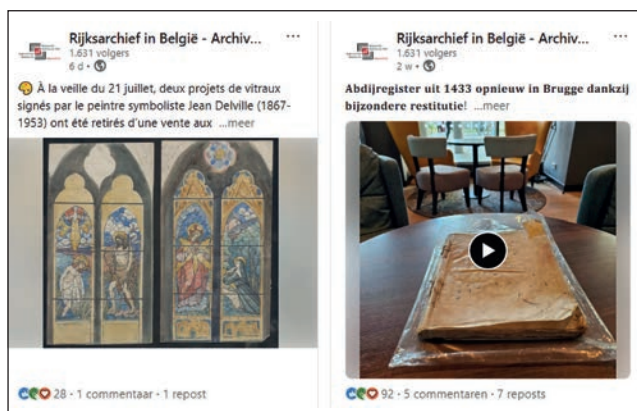 Rijksarchief in België - Archiv... ...
1.631 volgers
6 d •
À la veille du 21 juillet, deux projets de vitraux
signés par le peintre symboliste Jean Delville (1867-
1953) ont été retirés d'une vente aux ...meer
28 · 1 commentaar · 1 repost
Rijksarchief in België - Archiv... ...
1.631 volgers
2 w •
Abdijregister uit 1433 opnieuw in Brugge dankzij
bijzondere restitutie! ...meer
92 · 5 commentaren · 7 reposts